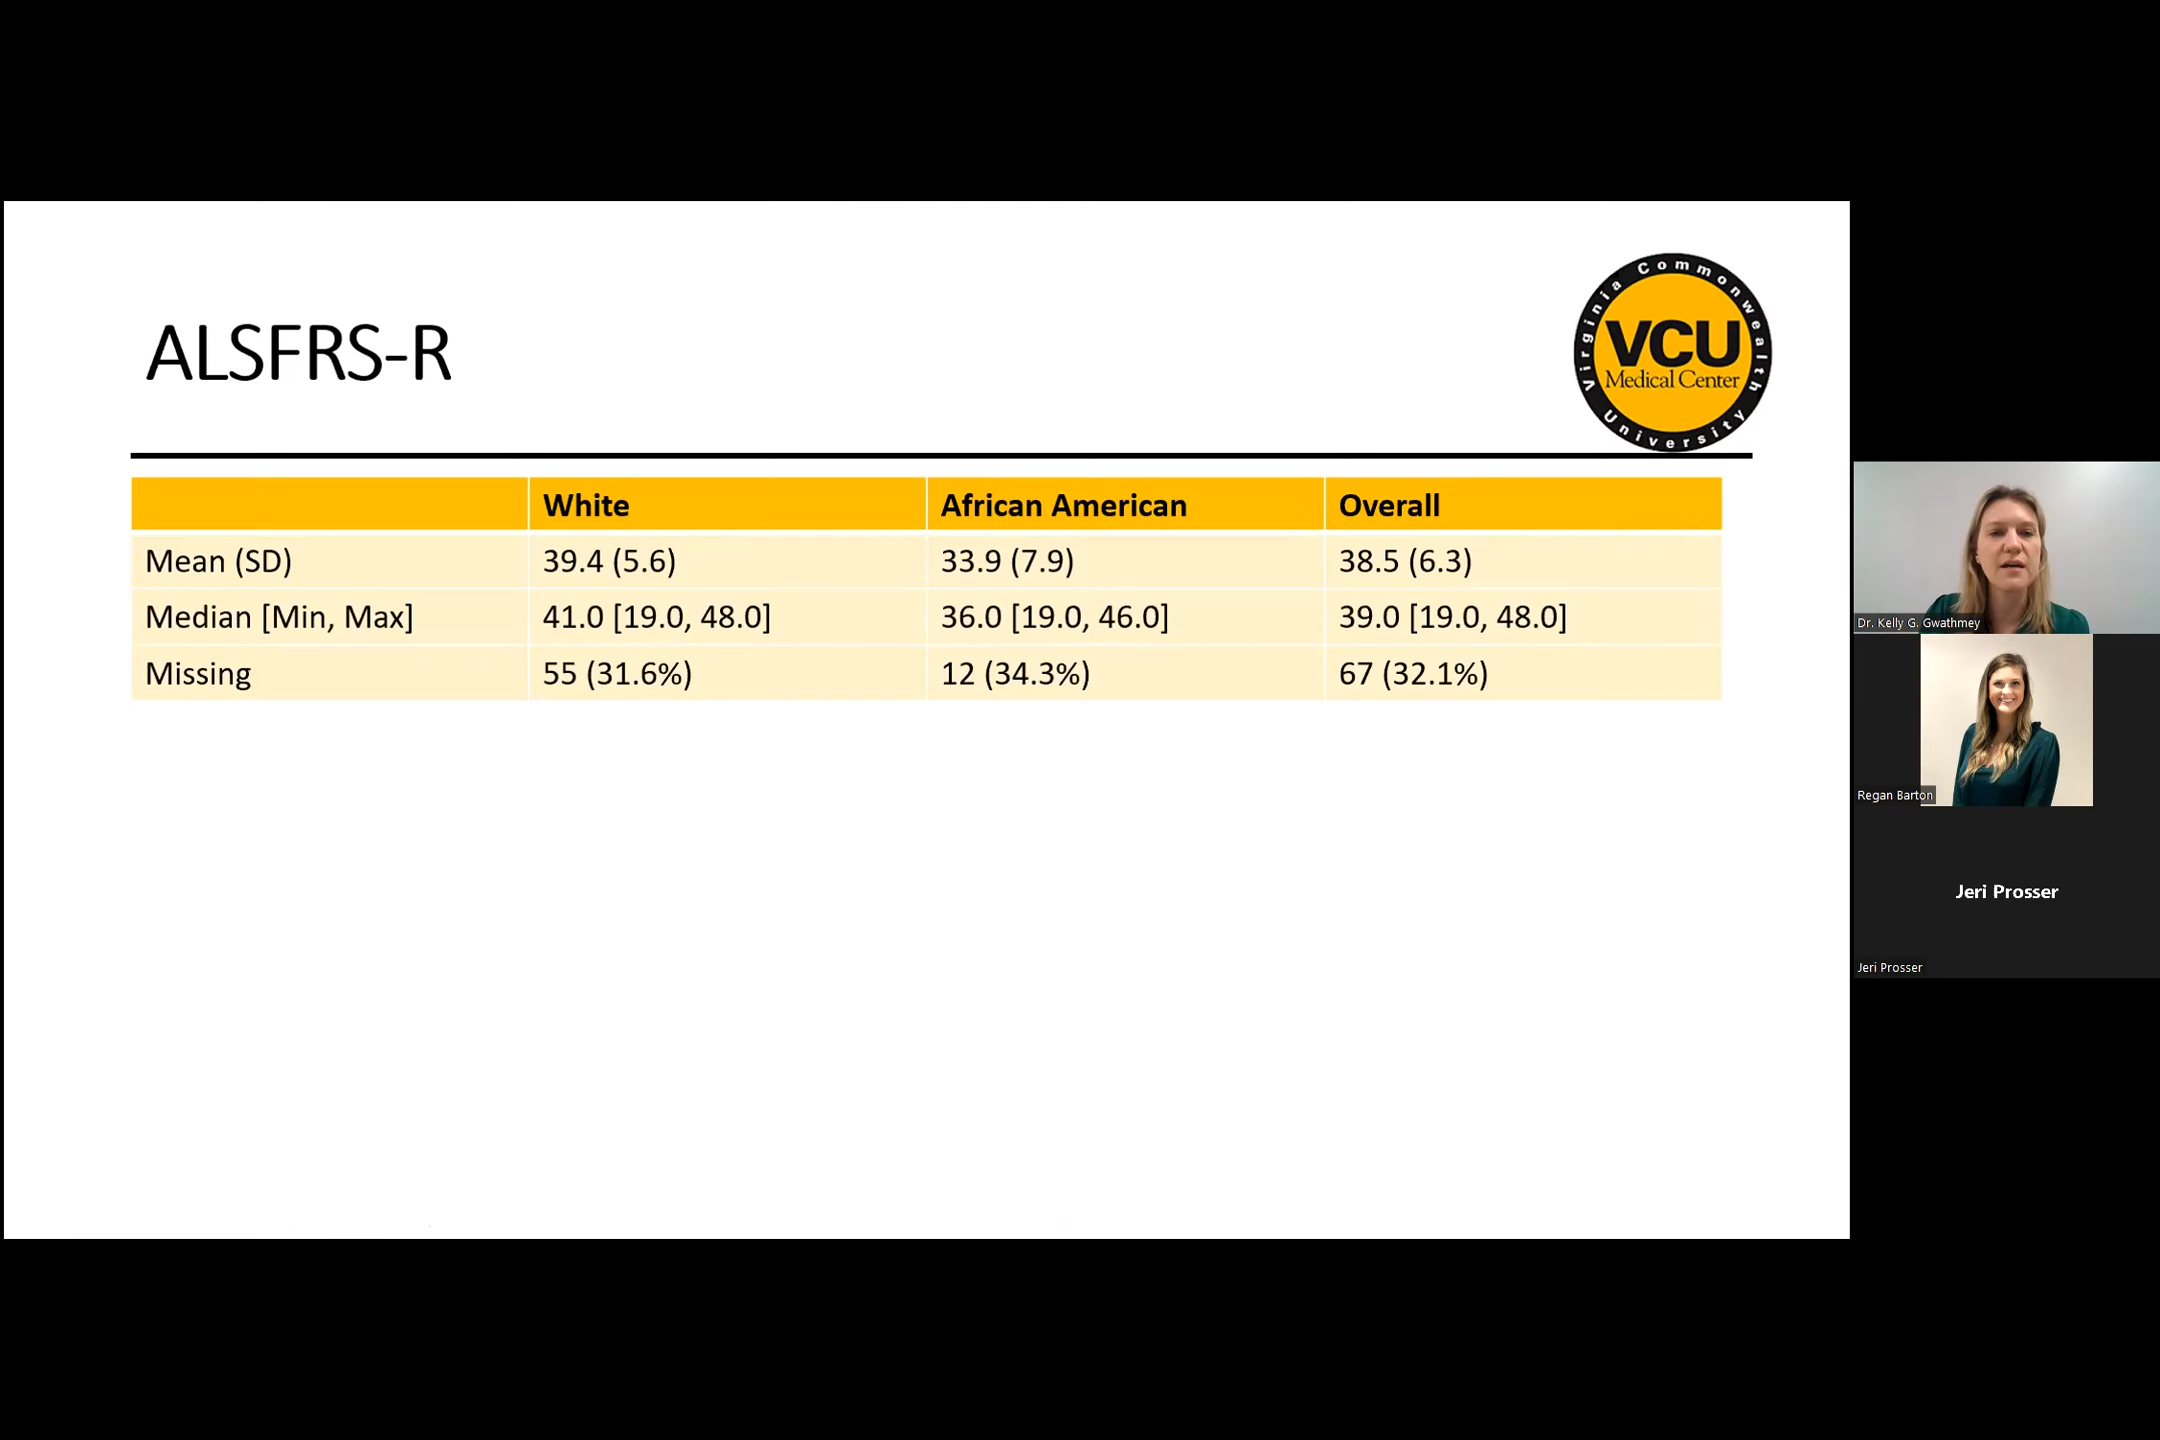 ALSFRS-R
Virginia Commonwealth University
VCU
Medical Center
White African American Overall
Mean (SD) 39.4 (5.6) 33.9 (7.9) 38.5 (6.3)
Median [Min, Max] 41.0 [19.0, 48.0] 36.0 [19.0, 46.0] 39.0 [19.0, 48.0]
Missing 55 (31.6%) 12 (34.3%) 67 (32.1%)
Dr. Kelly G. Gwathmey
Regan Barton
Jeri Prosser
Jeri Prosser